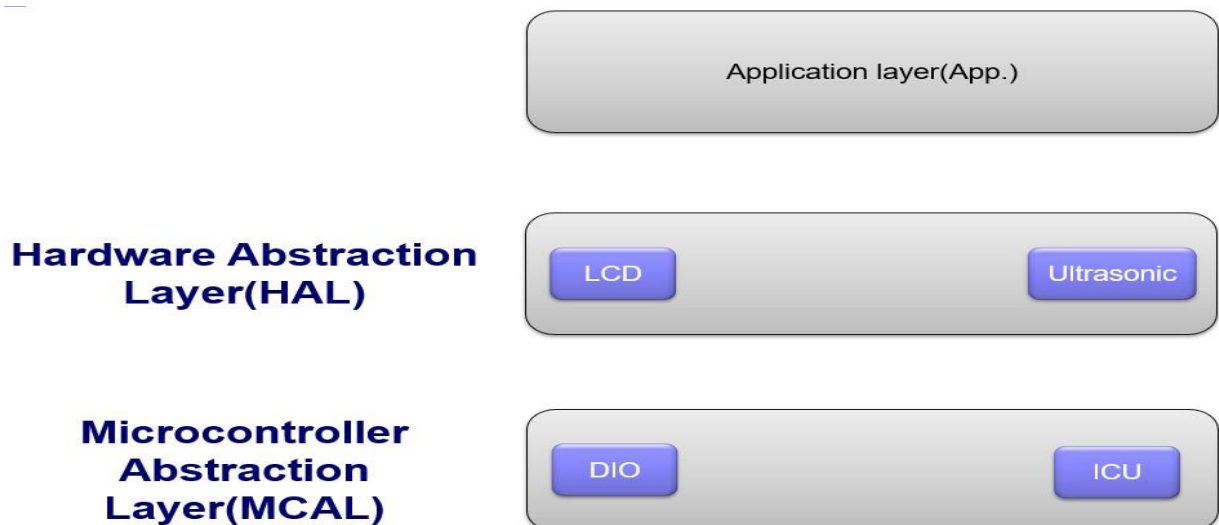 Application layer(App.)
Hardware Abstraction
Layer(HAL)
LCD
Ultrasonic
Microcontroller
Abstraction
Layer(MCAL)
DIO
ICU